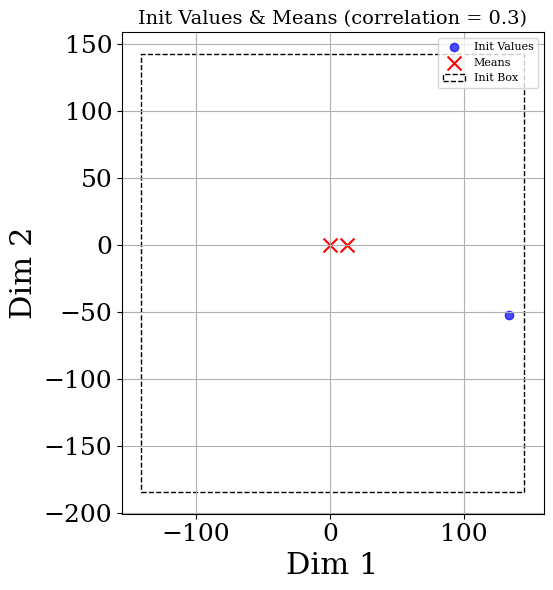 Init Values & Means (correlation = 0.3)
Init Values
Means
Init Box
150
100
50
0
−50
−100
−150
−200
Dim 2
−100
0
100
Dim 1